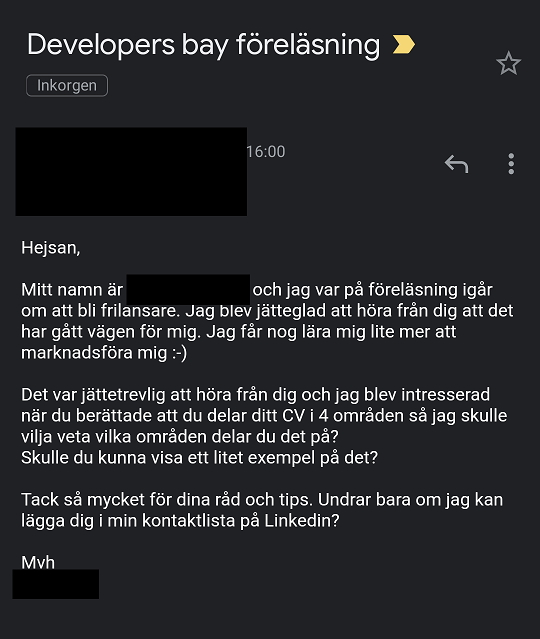 Developers bay föreläsning
Inkorgen
16:00
Hejsan,
Mitt namn är och jag var på föreläsning igår
om att bli frilansare. Jag blev jätteglad att höra från dig att det
har gått vägen för mig. Jag får nog lära mig lite mer att
marknadsföra mig :-)
Det var jättetrevlig att höra från dig och jag blev intresserad
när du berättade att du delar ditt CV i 4 områden så jag skulle
vilja veta vilka områden delar du det på?
Skulle du kunna visa ett litet exempel på det?
Tack så mycket för dina råd och tips. Undrar bara om jag kan
lägga dig i min kontaktlista på Linkedin?
Mvh